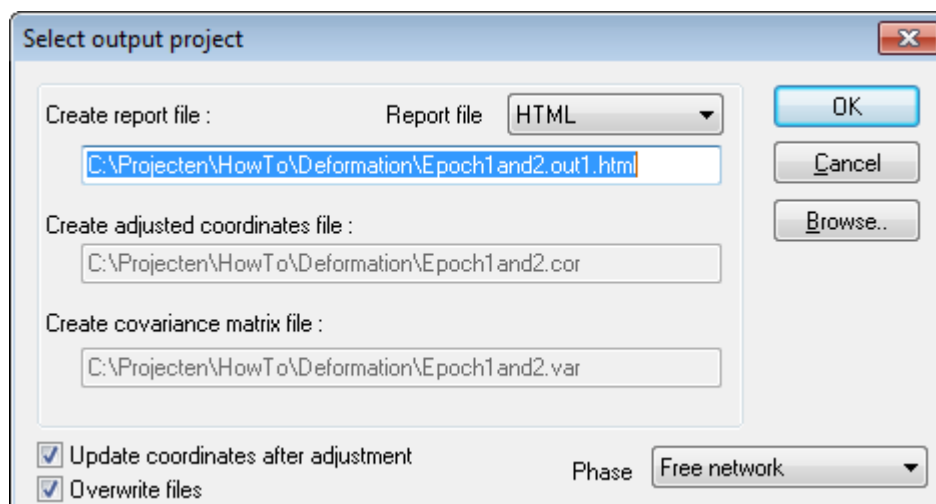 Select output project
Create report file :
Report file
HTML
OK
C:\Projecten\HowTo\Deformation\Epoch1and2.out1.html
Cancel
Create adjusted coordinates file :
Browse..
C:\Projecten\HowTo\Deformation\Epoch1and2.cor
Create covariance matrix file :
C:\Projecten\HowTo\Deformation\Epoch1and2.var
Update coordinates after adjustment
Phase
Free network
Overwrite files